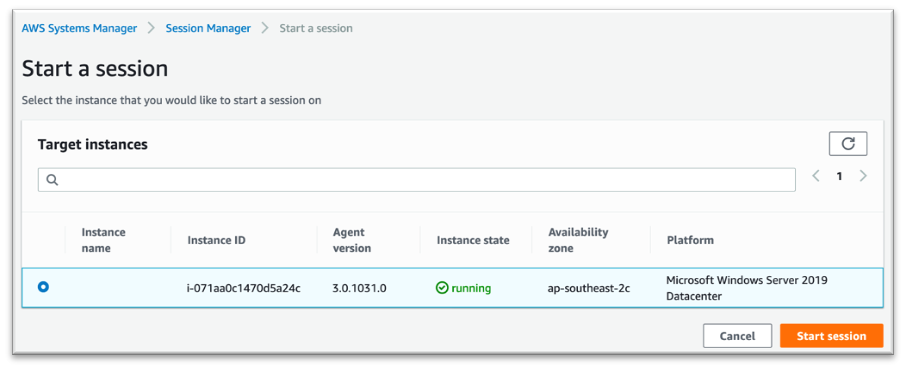 AWS Systems Manager > Session Manager > Start a session
Start a session
Select the instance that you would like to start a session on
Target instances
1
Instance name Instance ID Agent version Instance state Availability zone Platform
i-071aa0c1470d5a24c 3.0.1031.0 running ap-southeast-2c Microsoft Windows Server 2019 Datacenter
Cancel Start session